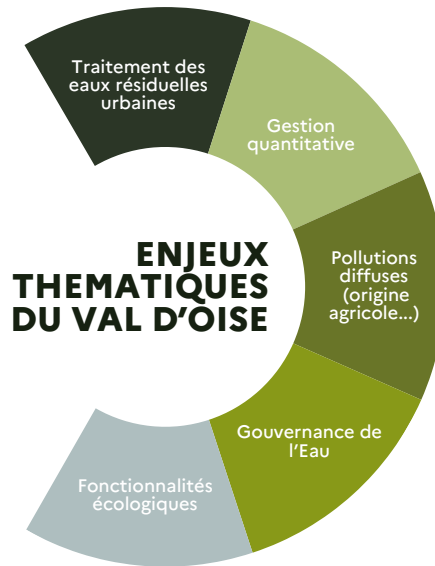 Traitement des
eaux résiduelles
urbaines
Gestion
quantitative
ENJEUX
THEMATIQUES
DU VAL D'OISE
Pollutions
diffuses
(origine
agricole...)
Gouvernance de
l'Eau
Fonctionnalités
écologiques